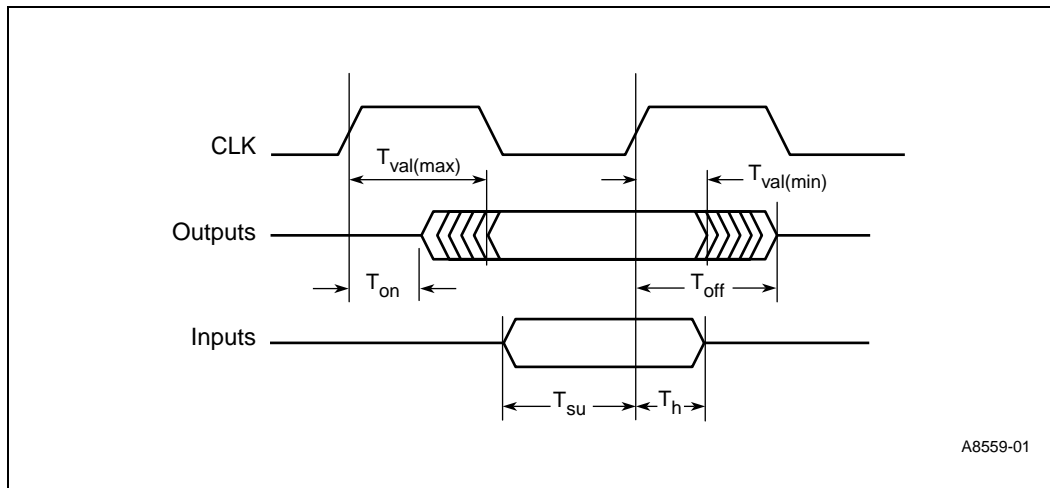 CLK
Tval(max)
Tval(min)
Outputs
Ton
Toff
Inputs
Tsu
Th
A8559-01